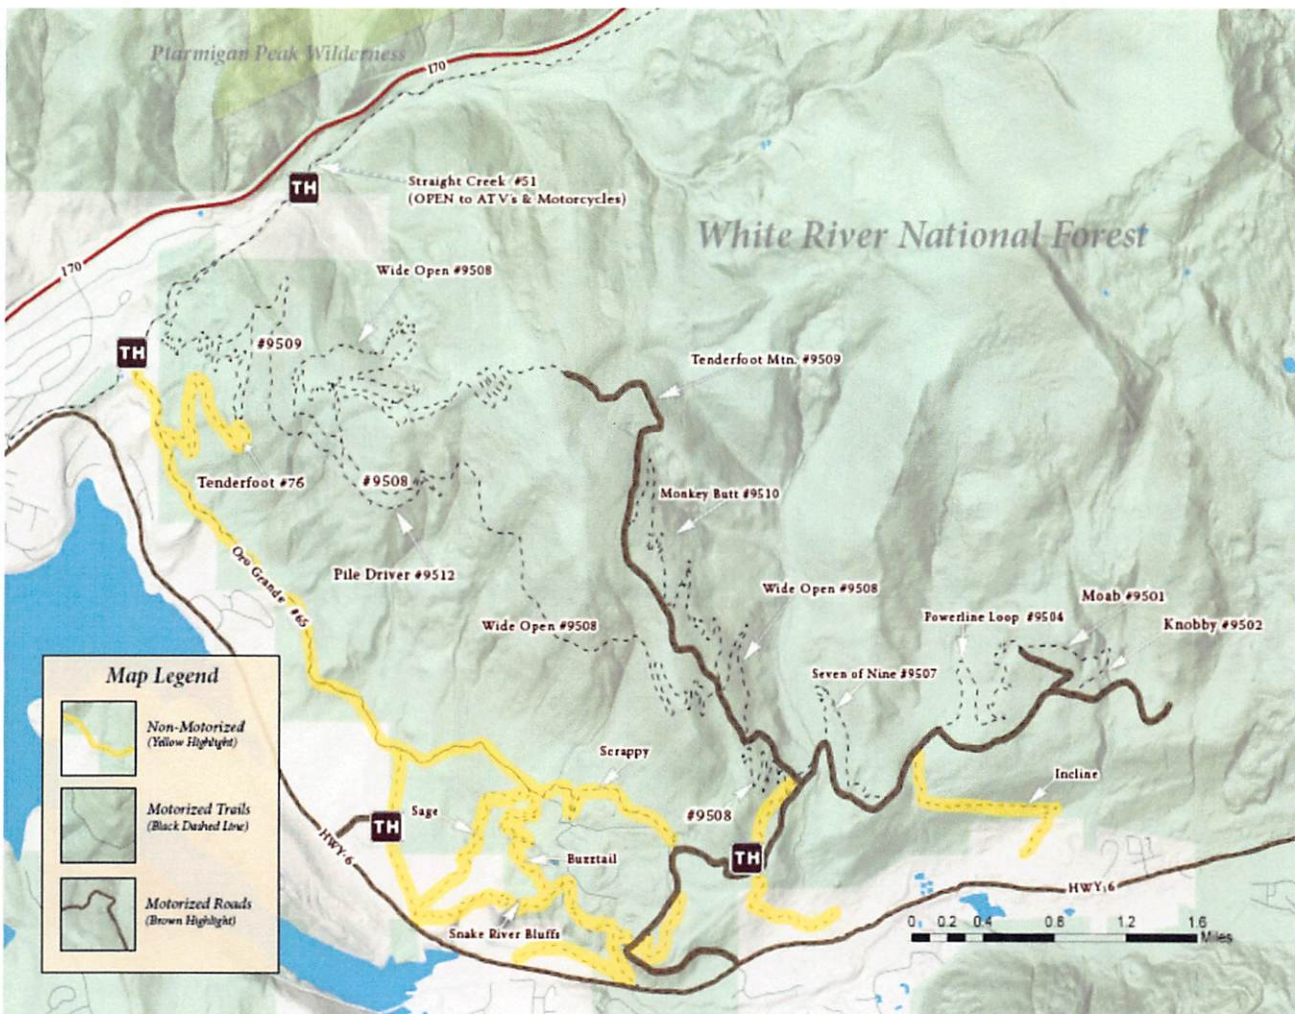 Ptarmigan Peak Wilderness
I70
TH
Straight Creek #51
(OPEN to ATV's & Motorcycles)
White River National Forest
I70
Wide Open #9508
#9509
TH
Tenderfoot Mtn. #9509
Tenderfoot #76
#9508
Monkey Butt #9510
Oro Grande #65
Pile Driver #9512
Wide Open #9508
Moab #9501
Powerline Loop #9504
Knobby #9502
Wide Open #9508
Seven of Nine #9507
Map Legend
Non-Motorized
(Yellow Highlight)
Motorized Trails
(Black Dashed Line)
Motorized Roads
(Brown Highlight)
Scrappy
Incline
Sage
#9508
TH
HWY 6
Buzztail
TH
HWY 6
Snake River Bluffs
0 0.2 0.4 0.8 1.2 1.6
Miles